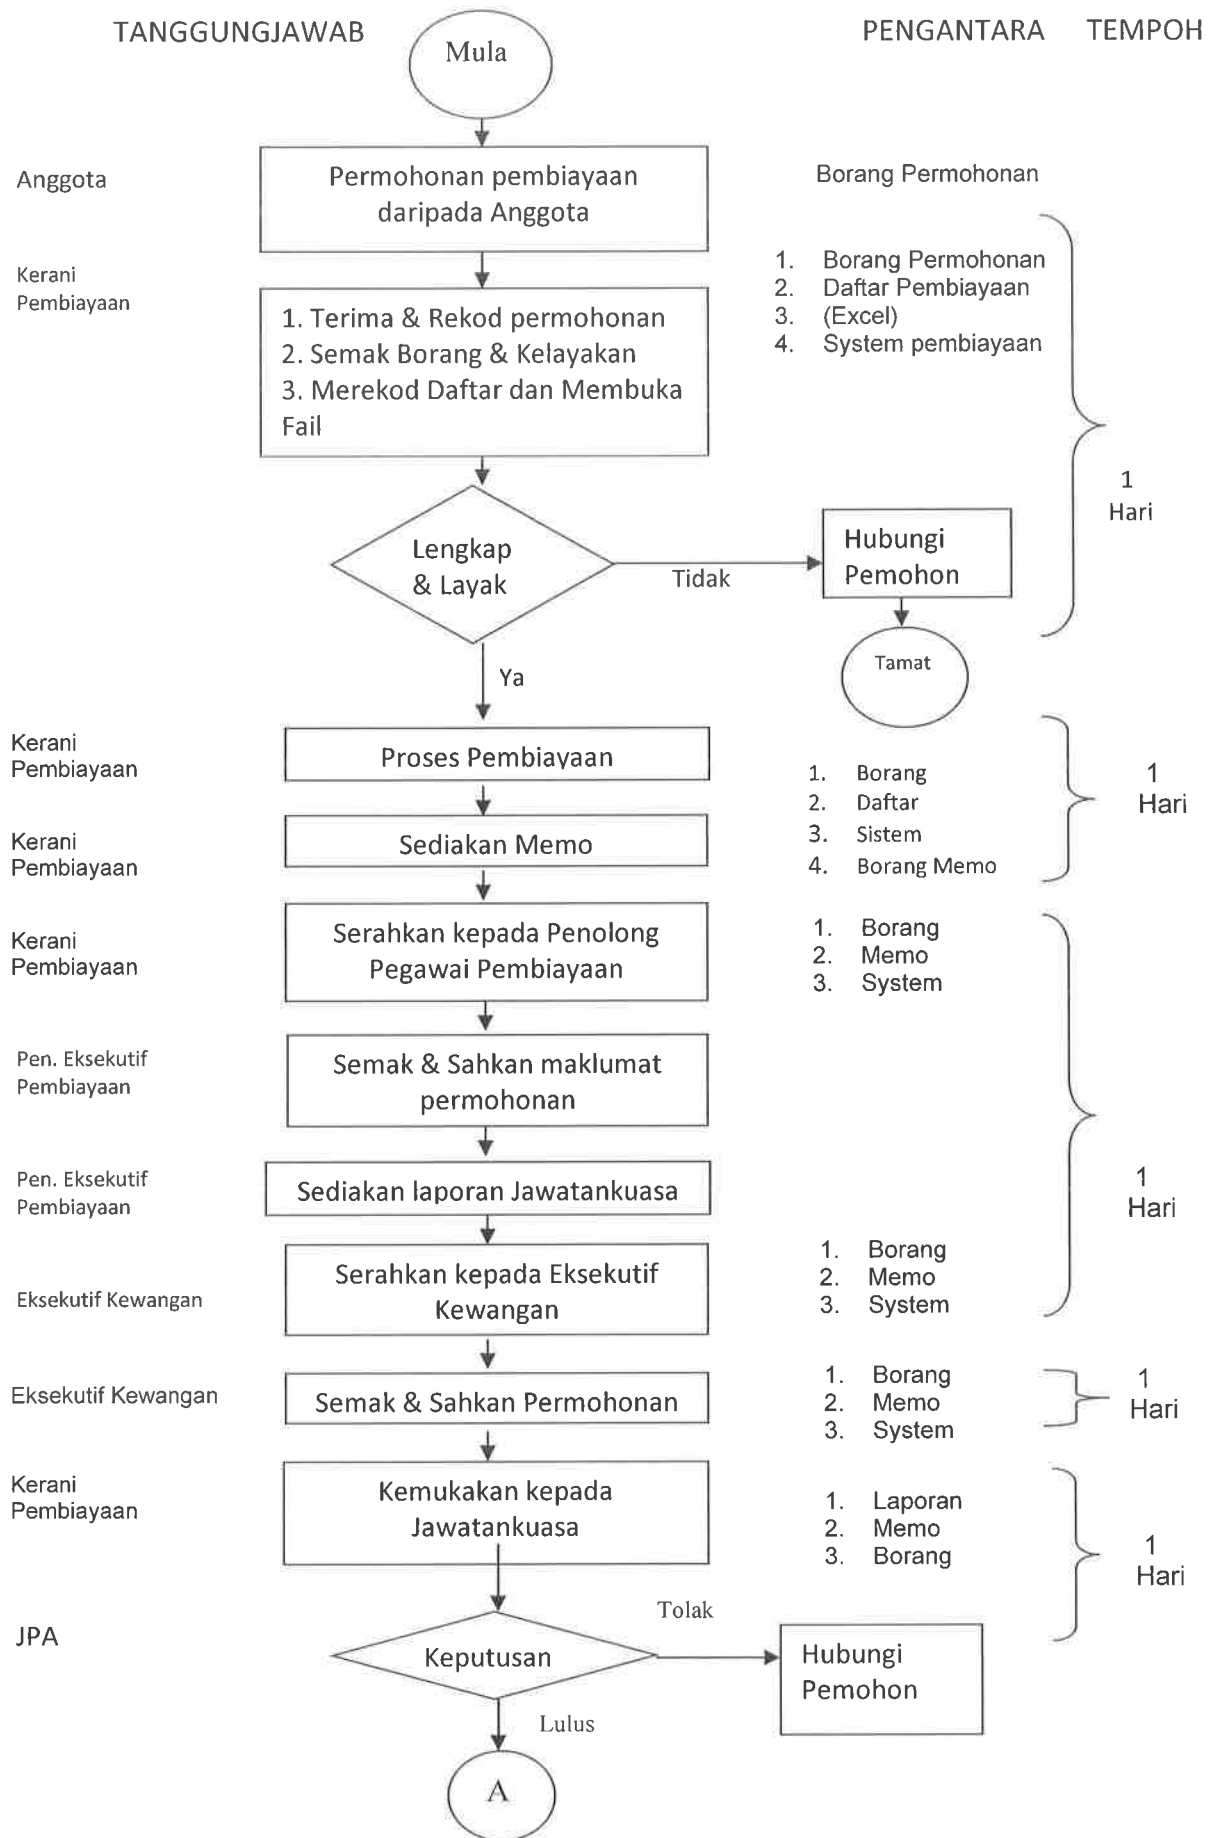 TANGGUNGJAWAB
PENGANTARA
TEMPOH
Mula
Anggota
Permohonan pembiayaan
daripada Anggota
Borang Permohonan
Kerani
Pembiayaan
1. Terima & Rekod permohonan
2. Semak Borang & Kelayakan
3. Merekod Daftar dan Membuka
Fail
1. Borang Permohonan
2. Daftar Pembiayaan
3. (Excel)
4. System pembiayaan
1
Hari
Lengkap
& Layak
Tidak
Hubungi
Pemohon
Tamat
Ya
Kerani
Pembiayaan
Proses Pembiayaan
1. Borang
2. Daftar
3. Sistem
4. Borang Memo
1
Hari
Kerani
Pembiayaan
Sediakan Memo
Kerani
Pembiayaan
Serahkan kepada Penolong
Pegawai Pembiayaan
1. Borang
2. Memo
3. System
Pen. Eksekutif
Pembiayaan
Semak & Sahkan maklumat
permohonan
1
Hari
Pen. Eksekutif
Pembiayaan
Sediakan laporan Jawatankuasa
Eksekutif Kewangan
Serahkan kepada Eksekutif
Kewangan
1. Borang
2. Memo
3. System
Eksekutif Kewangan
Semak & Sahkan Permohonan
1. Borang
2. Memo
3. System
1
Hari
Kerani
Pembiayaan
Kemukakan kepada
Jawatankuasa
1. Laporan
2. Memo
3. Borang
1
Hari
JPA
Keputusan
Tolak
Hubungi
Pemohon
Lulus
A